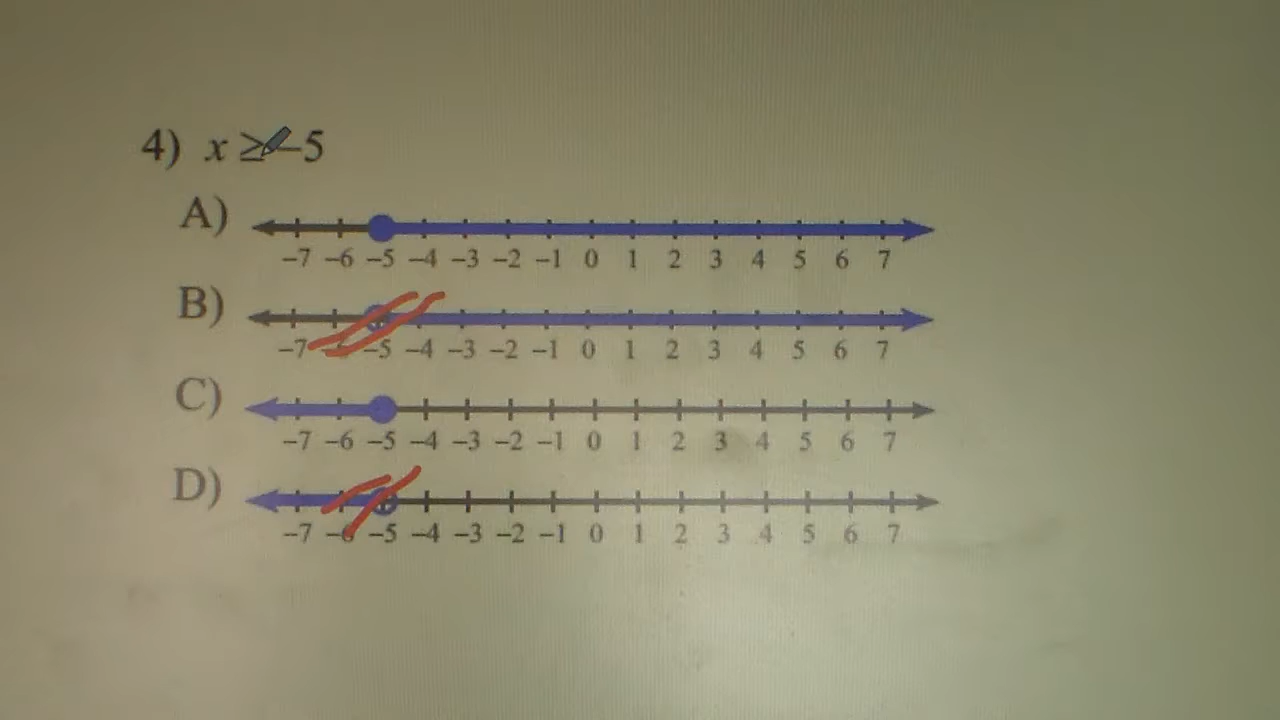 4) x ≥ –5
A)
–7 –6 –5 –4 –3 –2 –1 0 1 2 3 4 5 6 7
B)
–7 –5 –4 –3 –2 –1 0 1 2 3 4 5 6 7
C)
–7 –6 –5 –4 –3 –2 –1 0 1 2 3 4 5 6 7
D)
–7 –6 –5 –4 –3 –2 –1 0 1 2 3 4 5 6 7